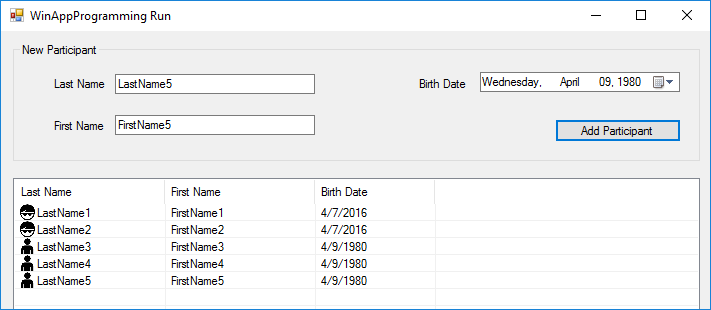 WinAppProgramming Run
New Participant
Last Name LastName5 Birth Date Wednesday, April 09, 1980
First Name FirstName5 Add Participant
Last Name First Name Birth Date
LastName1 FirstName1 4/7/2016
LastName2 FirstName2 4/7/2016
LastName3 FirstName3 4/9/1980
LastName4 FirstName4 4/9/1980
LastName5 FirstName5 4/9/1980